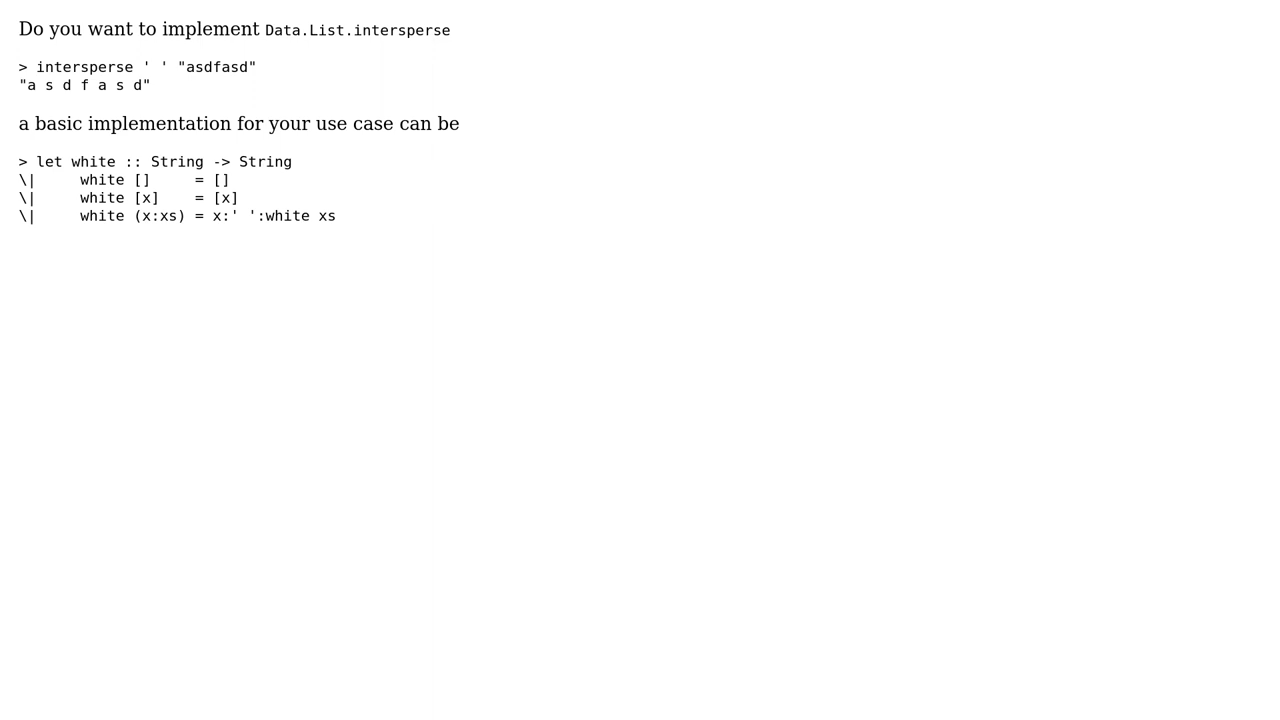 Do you want to implement Data.List.intersperse
> intersperse ' ' "asdfasd"
"a s d f a s d"
a basic implementation for your use case can be
> let white :: String -> String
\|     white []     = []
\|     white [x]    = [x]
\|     white (x:xs) = x:' ':white xs